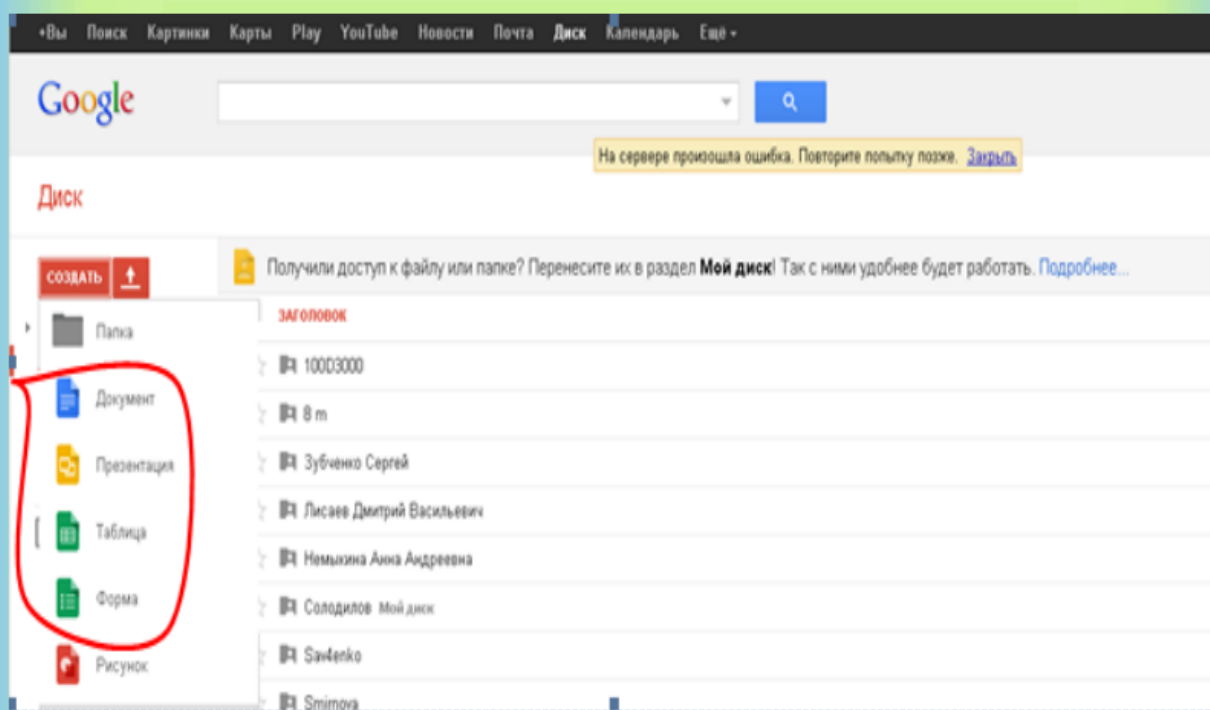 +Вы Поиск Картинки Карты Play YouTube Новости Почта Диск Календарь Ещё
Google
На сервере произошла ошибка. Повторите попытку позже. Закрыть
Диск
СОЗДАТЬ
Получили доступ к файлу или папке? Перенесите их в раздел Мой диск! Так с ними удобнее будет работать. Подробнее...
Папка
Документ
Презентация
Таблица
Форма
Рисунок
ЗАГОЛОВОК
100D3000
8 m
Зубченко Сергей
Лисаев Дмитрий Васильевич
Немыкина Анна Андреевна
Солодилов Мой диск
Sav4enko
Smirnova